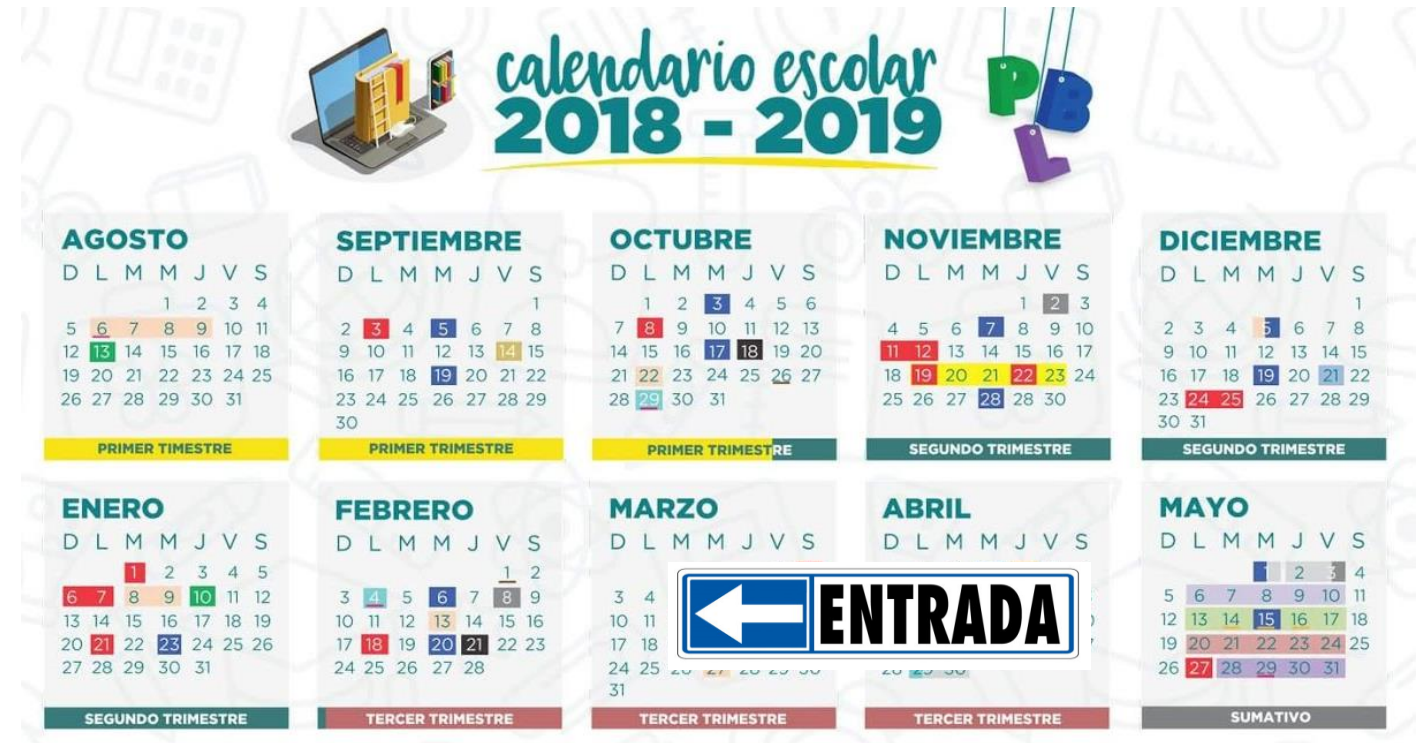 calendario escolar
2018 - 2019
P B L
AGOSTO
D L M M J V S
1 2 3 4
5 6 7 8 9 10 11
12 13 14 15 16 17 18
19 20 21 22 23 24 25
26 27 28 29 30 31
PRIMER TIMESTRE
SEPTIEMBRE
D L M M J V S
1
2 3 4 5 6 7 8
9 10 11 12 13 14 15
16 17 18 19 20 21 22
23 24 25 26 27 28 29
30
PRIMER TRIMESTRE
OCTUBRE
D L M M J V S
1 2 3 4 5 6
7 8 9 10 11 12 13
14 15 16 17 18 19 20
21 22 23 24 25 26 27
28 29 30 31
PRIMER TRIMESTRE
NOVIEMBRE
D L M M J V S
1 2 3
4 5 6 7 8 9 10
11 12 13 14 15 16 17
18 19 20 21 22 23 24
25 26 27 28 28 30
SEGUNDO TRIMESTRE
DICIEMBRE
D L M M J V S
1
2 3 4 5 6 7 8
9 10 11 12 13 14 15
16 17 18 19 20 21 22
23 24 25 26 27 28 29
30 31
SEGUNDO TRIMESTRE
ENERO
D L M M J V S
1 2 3 4 5
6 7 8 9 10 11 12
13 14 15 16 17 18 19
20 21 22 23 24 25 26
27 28 29 30 31
SEGUNDO TRIMESTRE
FEBRERO
D L M M J V S
1 2
3 4 5 6 7 8 9
10 11 12 13 14 15 16
17 18 19 20 21 22 23
24 25 26 27 28
TERCER TRIMESTRE
MARZO
D L M M J V S
3 4
10 11
17 18
24 25
31
TERCER TRIMESTRE
ABRIL
D L M M J V S
TERCER TRIMESTRE
ENTRADA
MAYO
D L M M J V S
1 2 3 4
5 6 7 8 9 10 11
12 13 14 15 16 17 18
19 20 21 22 23 24 25
26 27 28 29 30 31
SUMATIVO